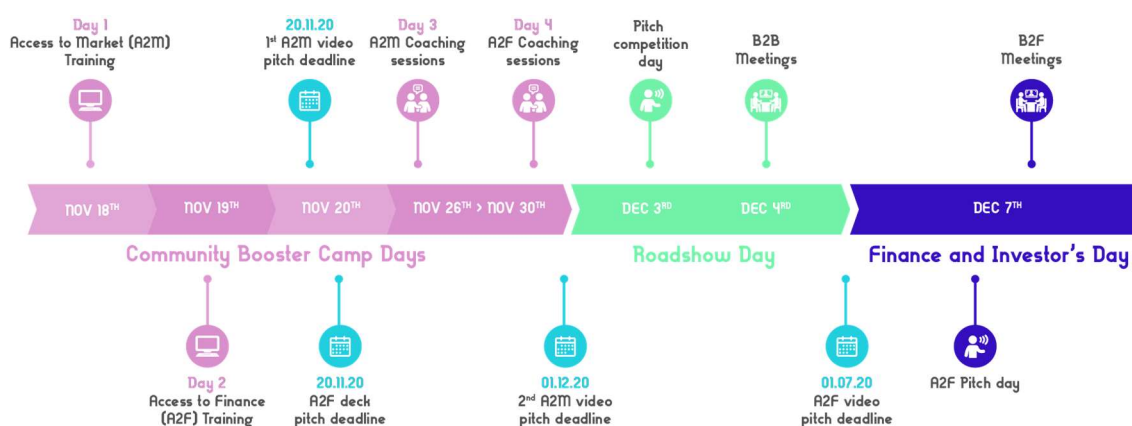 Day 1
Access to Market (A2M)
Training
20.11.20
1st A2M video
pitch deadline
Day 3
A2M Coaching
sessions
Day 4
A2F Coaching
sessions
Pitch
competition
day
B2B
Meetings
B2F
Meetings
NOV 18TH
NOV 19TH
NOV 20TH
NOV 26TH > NOV 30TH
DEC 3RD
DEC 4RD
DEC 7TH
Community Booster Camp Days
Roadshow Day
Finance and Investor's Day
Day 2
Access to Finance
(A2F) Training
20.11.20
A2F deck
pitch deadline
01.12.20
2nd A2M video
pitch deadline
01.07.20
A2F video
pitch deadline
A2F Pitch day